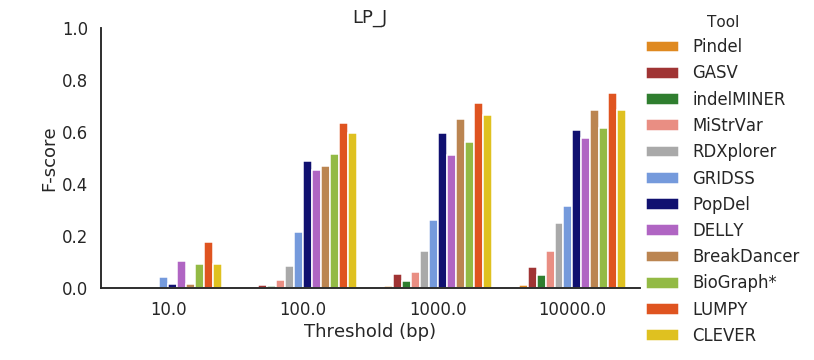 LP_J
F-score
1.0
0.8
0.6
0.4
0.2
0.0
10.0 100.0 1000.0 10000.0
Threshold (bp)
Tool
Pindel
GASV
indelMINER
MiStrVar
RDXplorer
GRIDSS
PopDel
DELLY
BreakDancer
BioGraph*
LUMPY
CLEVER